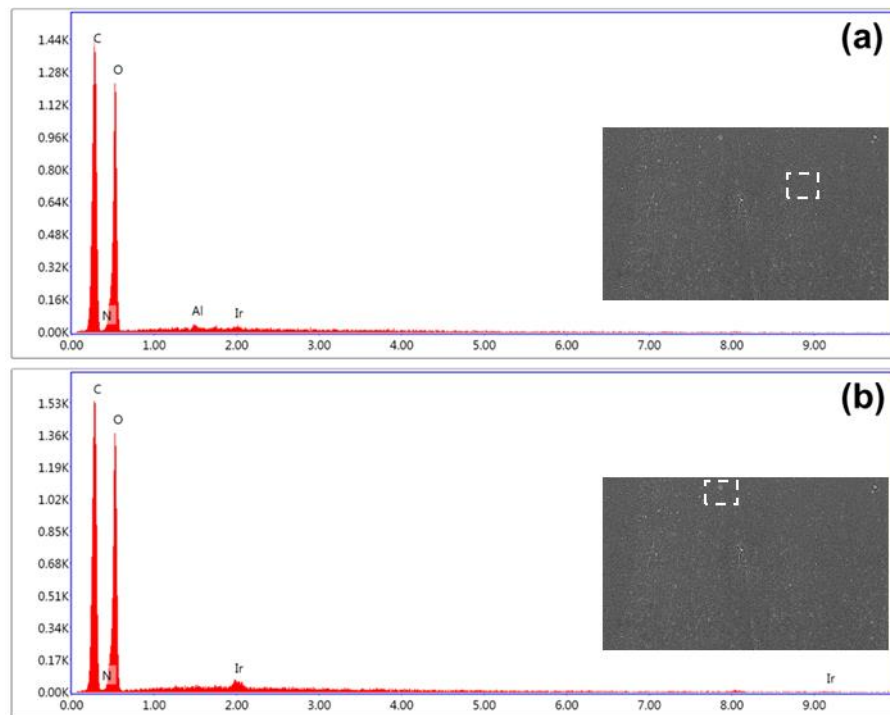 (a)
1.44K
C
1.28K
O
1.12K
0.96K
0.80K
0.64K
0.48K
0.32K
0.16K
N
Al
Ir
0.00K
0.00 1.00 2.00 3.00 4.00 5.00 6.00 7.00 8.00 9.00
(b)
1.53K
C
1.36K
O
1.19K
1.02K
0.85K
0.68K
0.51K
0.34K
0.17K
N
Ir
Ir
0.00K
0.00 1.00 2.00 3.00 4.00 5.00 6.00 7.00 8.00 9.00